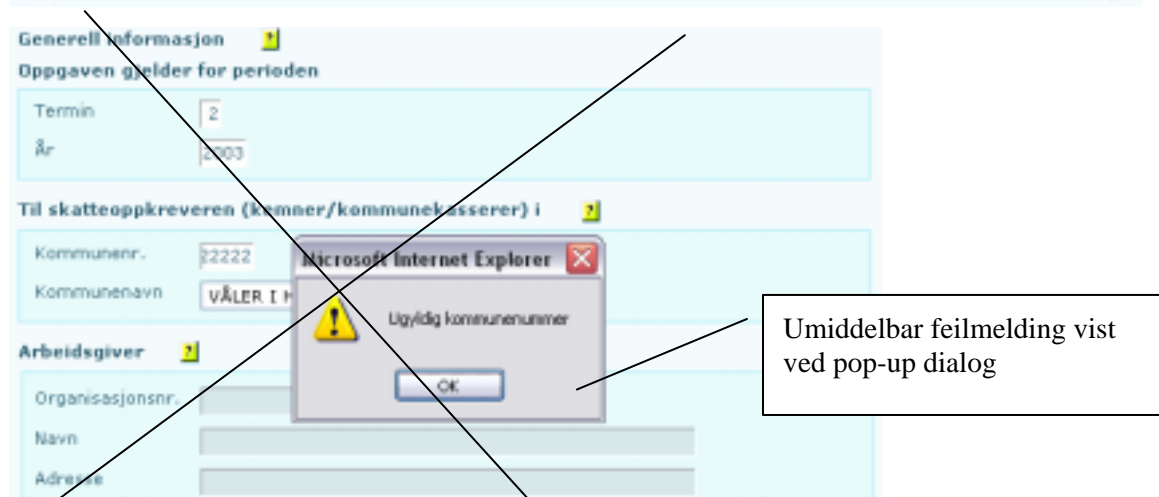 Generell informasjon ?
Oppgaven gjelder for perioden
Termin 2
År 2003
Til skatteoppkreveren (kemner/kommunekasserer) i ?
Kommunenr. 22222
Kommunenavn VÅLER I H
Microsoft Internet Explorer
Ugyldig kommunenummer
OK
Umiddelbar feilmelding vist
ved pop-up dialog
Arbeidsgiver ?
Organisasjonsnr.
Navn
Adresse